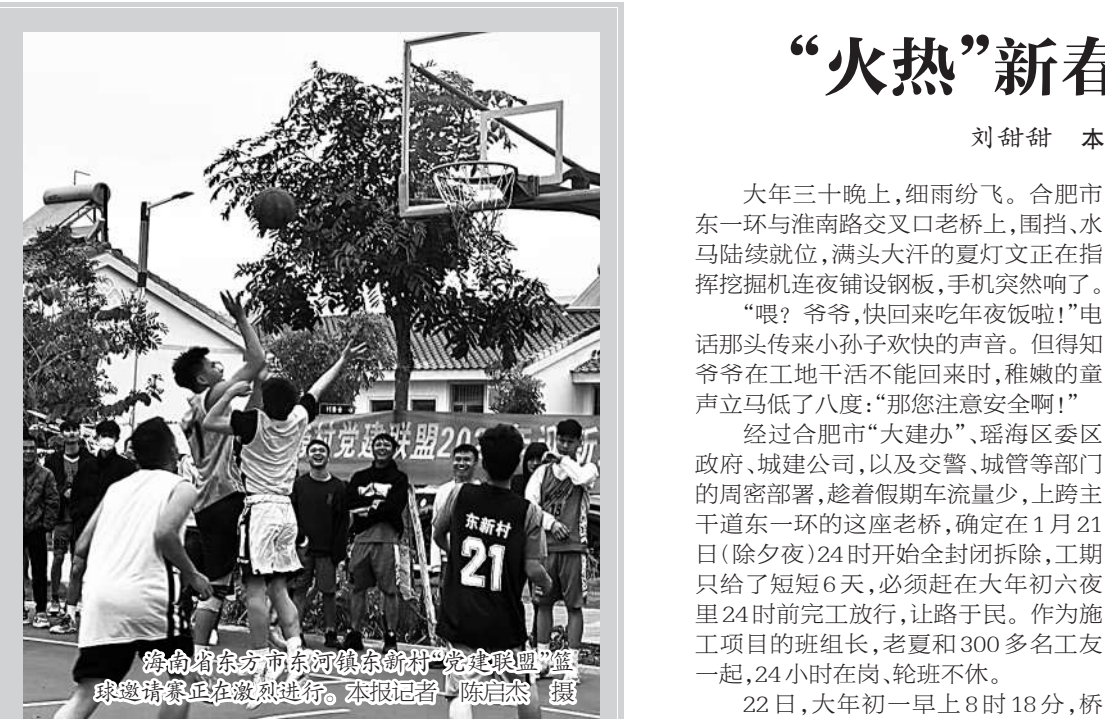 村党建联盟20
东新村
21
海南省东方市东河镇东新村“党建联盟”篮
球邀请赛正在激烈进行。本报记者 陈启杰 摄
“火热”新春
刘甜甜 本
大年三十晚上,细雨纷飞。合肥市
东一环与淮南路交叉口老桥上,围挡、水
马陆续就位,满头大汗的夏灯文正在指
挥挖掘机连夜铺设钢板,手机突然响了。
“喂? 爷爷,快回来吃年夜饭啦!”电
话那头传来小孙子欢快的声音。但得知
爷爷在工地干活不能回来时,稚嫩的童
声立马低了八度:“那您注意安全啊!”
经过合肥市“大建办”、瑶海区委区
政府、城建公司,以及交警、城管等部门
的周密部署,趁着假期车流量少,上跨主
干道东一环的这座老桥,确定在1月21
日(除夕夜)24时开始全封闭拆除,工期
只给了短短6天,必须赶在大年初六夜
里24时前完工放行,让路于民。作为施
工项目的班组长,老夏和300多名工友
一起,24小时在岗、轮班不休。
22日,大年初一早上8时18分,桥